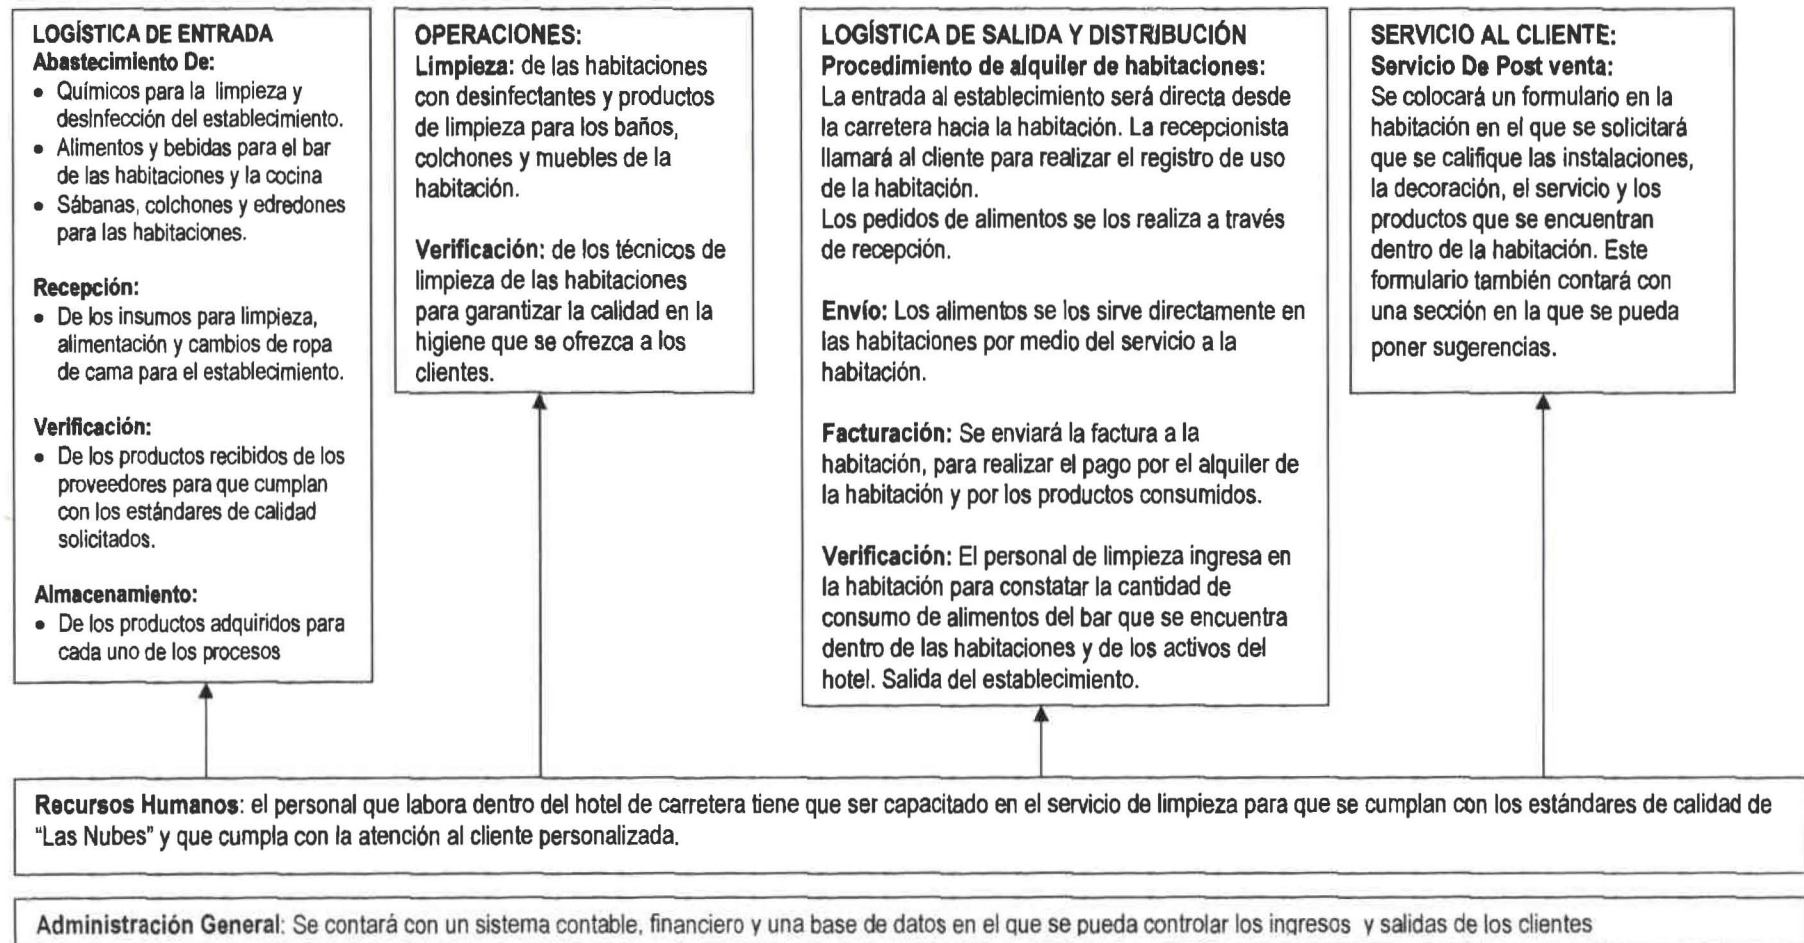 LOGÍSTICA DE ENTRADA
Abastecimiento De:
• Químicos para la limpieza y
desinfección del establecimiento.
• Alimentos y bebidas para el bar
de las habitaciones y la cocina
• Sábanas, colchones y edredones
para las habitaciones.
Recepción:
• De los insumos para limpieza,
alimentación y cambios de ropa
de cama para el establecimiento.
Verificación:
• De los productos recibidos de los
proveedores para que cumplan
con los estándares de calidad
solicitados.
Almacenamiento:
• De los productos adquiridos para
cada uno de los procesos
OPERACIONES:
Limpieza: de las habitaciones
con desinfectantes y productos
de limpieza para los baños,
colchones y muebles de la
habitación.
Verificación: de los técnicos de
limpieza de las habitaciones
para garantizar la calidad en la
higiene que se ofrezca a los
clientes.
LOGÍSTICA DE SALIDA Y DISTRIBUCIÓN
Procedimiento de alquiler de habitaciones:
La entrada al establecimiento será directa desde
la carretera hacia la habitación. La recepcionista
llamará al cliente para realizar el registro de uso
de la habitación.
Los pedidos de alimentos se los realiza a través
de recepción.
Envío: Los alimentos se los sirve directamente en
las habitaciones por medio del servicio a la
habitación.
Facturación: Se enviará la factura a la
habitación, para realizar el pago por el alquiler de
la habitación y por los productos consumidos.
Verificación: El personal de limpieza ingresa en
la habitación para constatar la cantidad de
consumo de alimentos del bar que se encuentra
dentro de las habitaciones y de los activos del
hotel. Salida del establecimiento.
SERVICIO AL CLIENTE:
Servicio De Post venta:
Se colocará un formulario en la
habitación en el que se solicitará
que se califique las instalaciones,
la decoración, el servicio y los
productos que se encuentran
dentro de la habitación. Este
formulario también contará con
una sección en la que se pueda
poner sugerencias.
Recursos Humanos: el personal que labora dentro del hotel de carretera tiene que ser capacitado en el servicio de limpieza para que se cumplan con los estándares de calidad de
"Las Nubes" y que cumpla con la atención al cliente personalizada.
Administración General: Se contará con un sistema contable, financiero y una base de datos en el que se pueda controlar los ingresos y salidas de los clientes